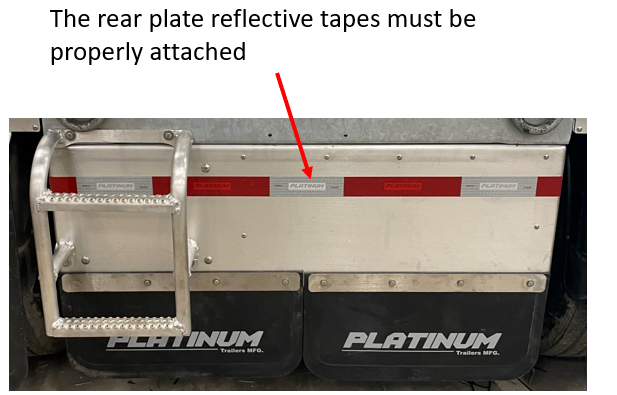 The rear plate reflective tapes must be
properly attached
PLATINUM
PLATINUM
PLATINUM
PLATINUM
PLATINUM
PLATINUM
Trailers MFG.
PLATINUM
Trailers MFG.